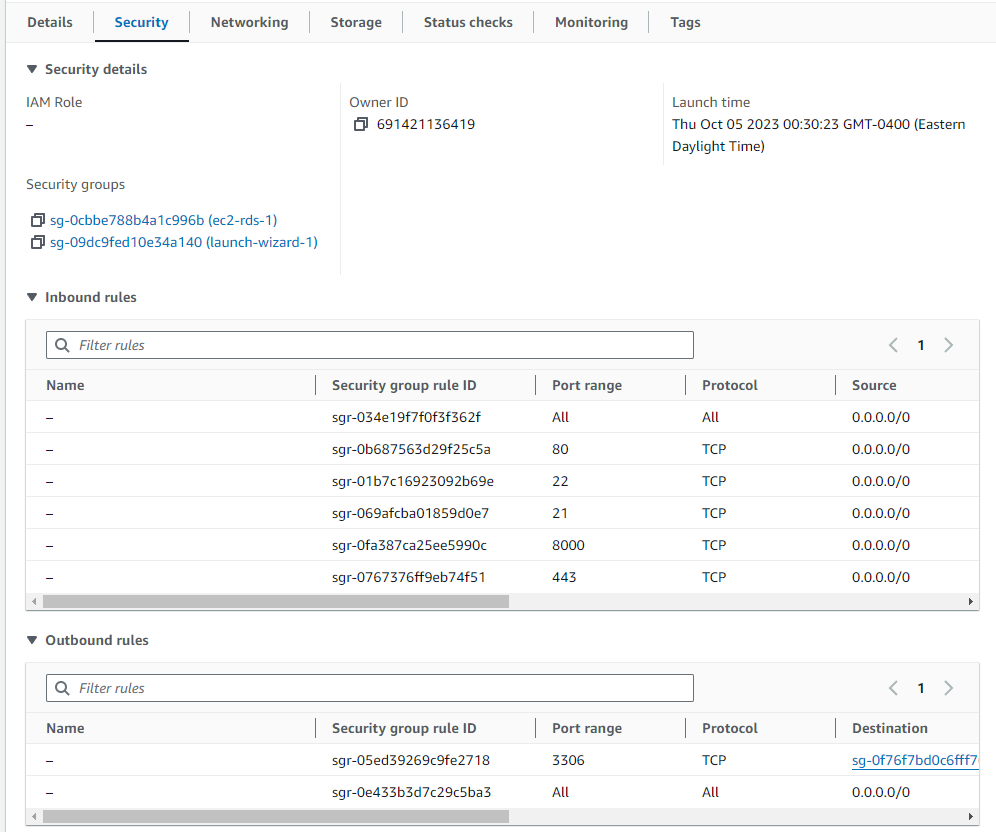 Details Security Networking Storage Status checks Monitoring Tags
Security details
IAM Role
–
Owner ID
691421136419
Launch time
Thu Oct 05 2023 00:30:23 GMT-0400 (Eastern
Daylight Time)
Security groups
sg-0cbbe788b4a1c996b (ec2-rds-1)
sg-09dc9fed10e34a140 (launch-wizard-1)
Inbound rules
Filter rules 1
Name Security group rule ID Port range Protocol Source
– sgr-034e19f7f0f3f362f All All 0.0.0.0/0
– sgr-0b687563d29f25c5a 80 TCP 0.0.0.0/0
– sgr-01b7c16923092b69e 22 TCP 0.0.0.0/0
– sgr-069afcba01859d0e7 21 TCP 0.0.0.0/0
– sgr-0fa387ca25ee5990c 8000 TCP 0.0.0.0/0
– sgr-0767376ff9eb74f51 443 TCP 0.0.0.0/0
Outbound rules
Filter rules 1
Name Security group rule ID Port range Protocol Destination
– sgr-05ed39269c9fe2718 3306 TCP sg-0f76f7bd0c6fff7
– sgr-0e433b3d7c29c5ba3 All All 0.0.0.0/0